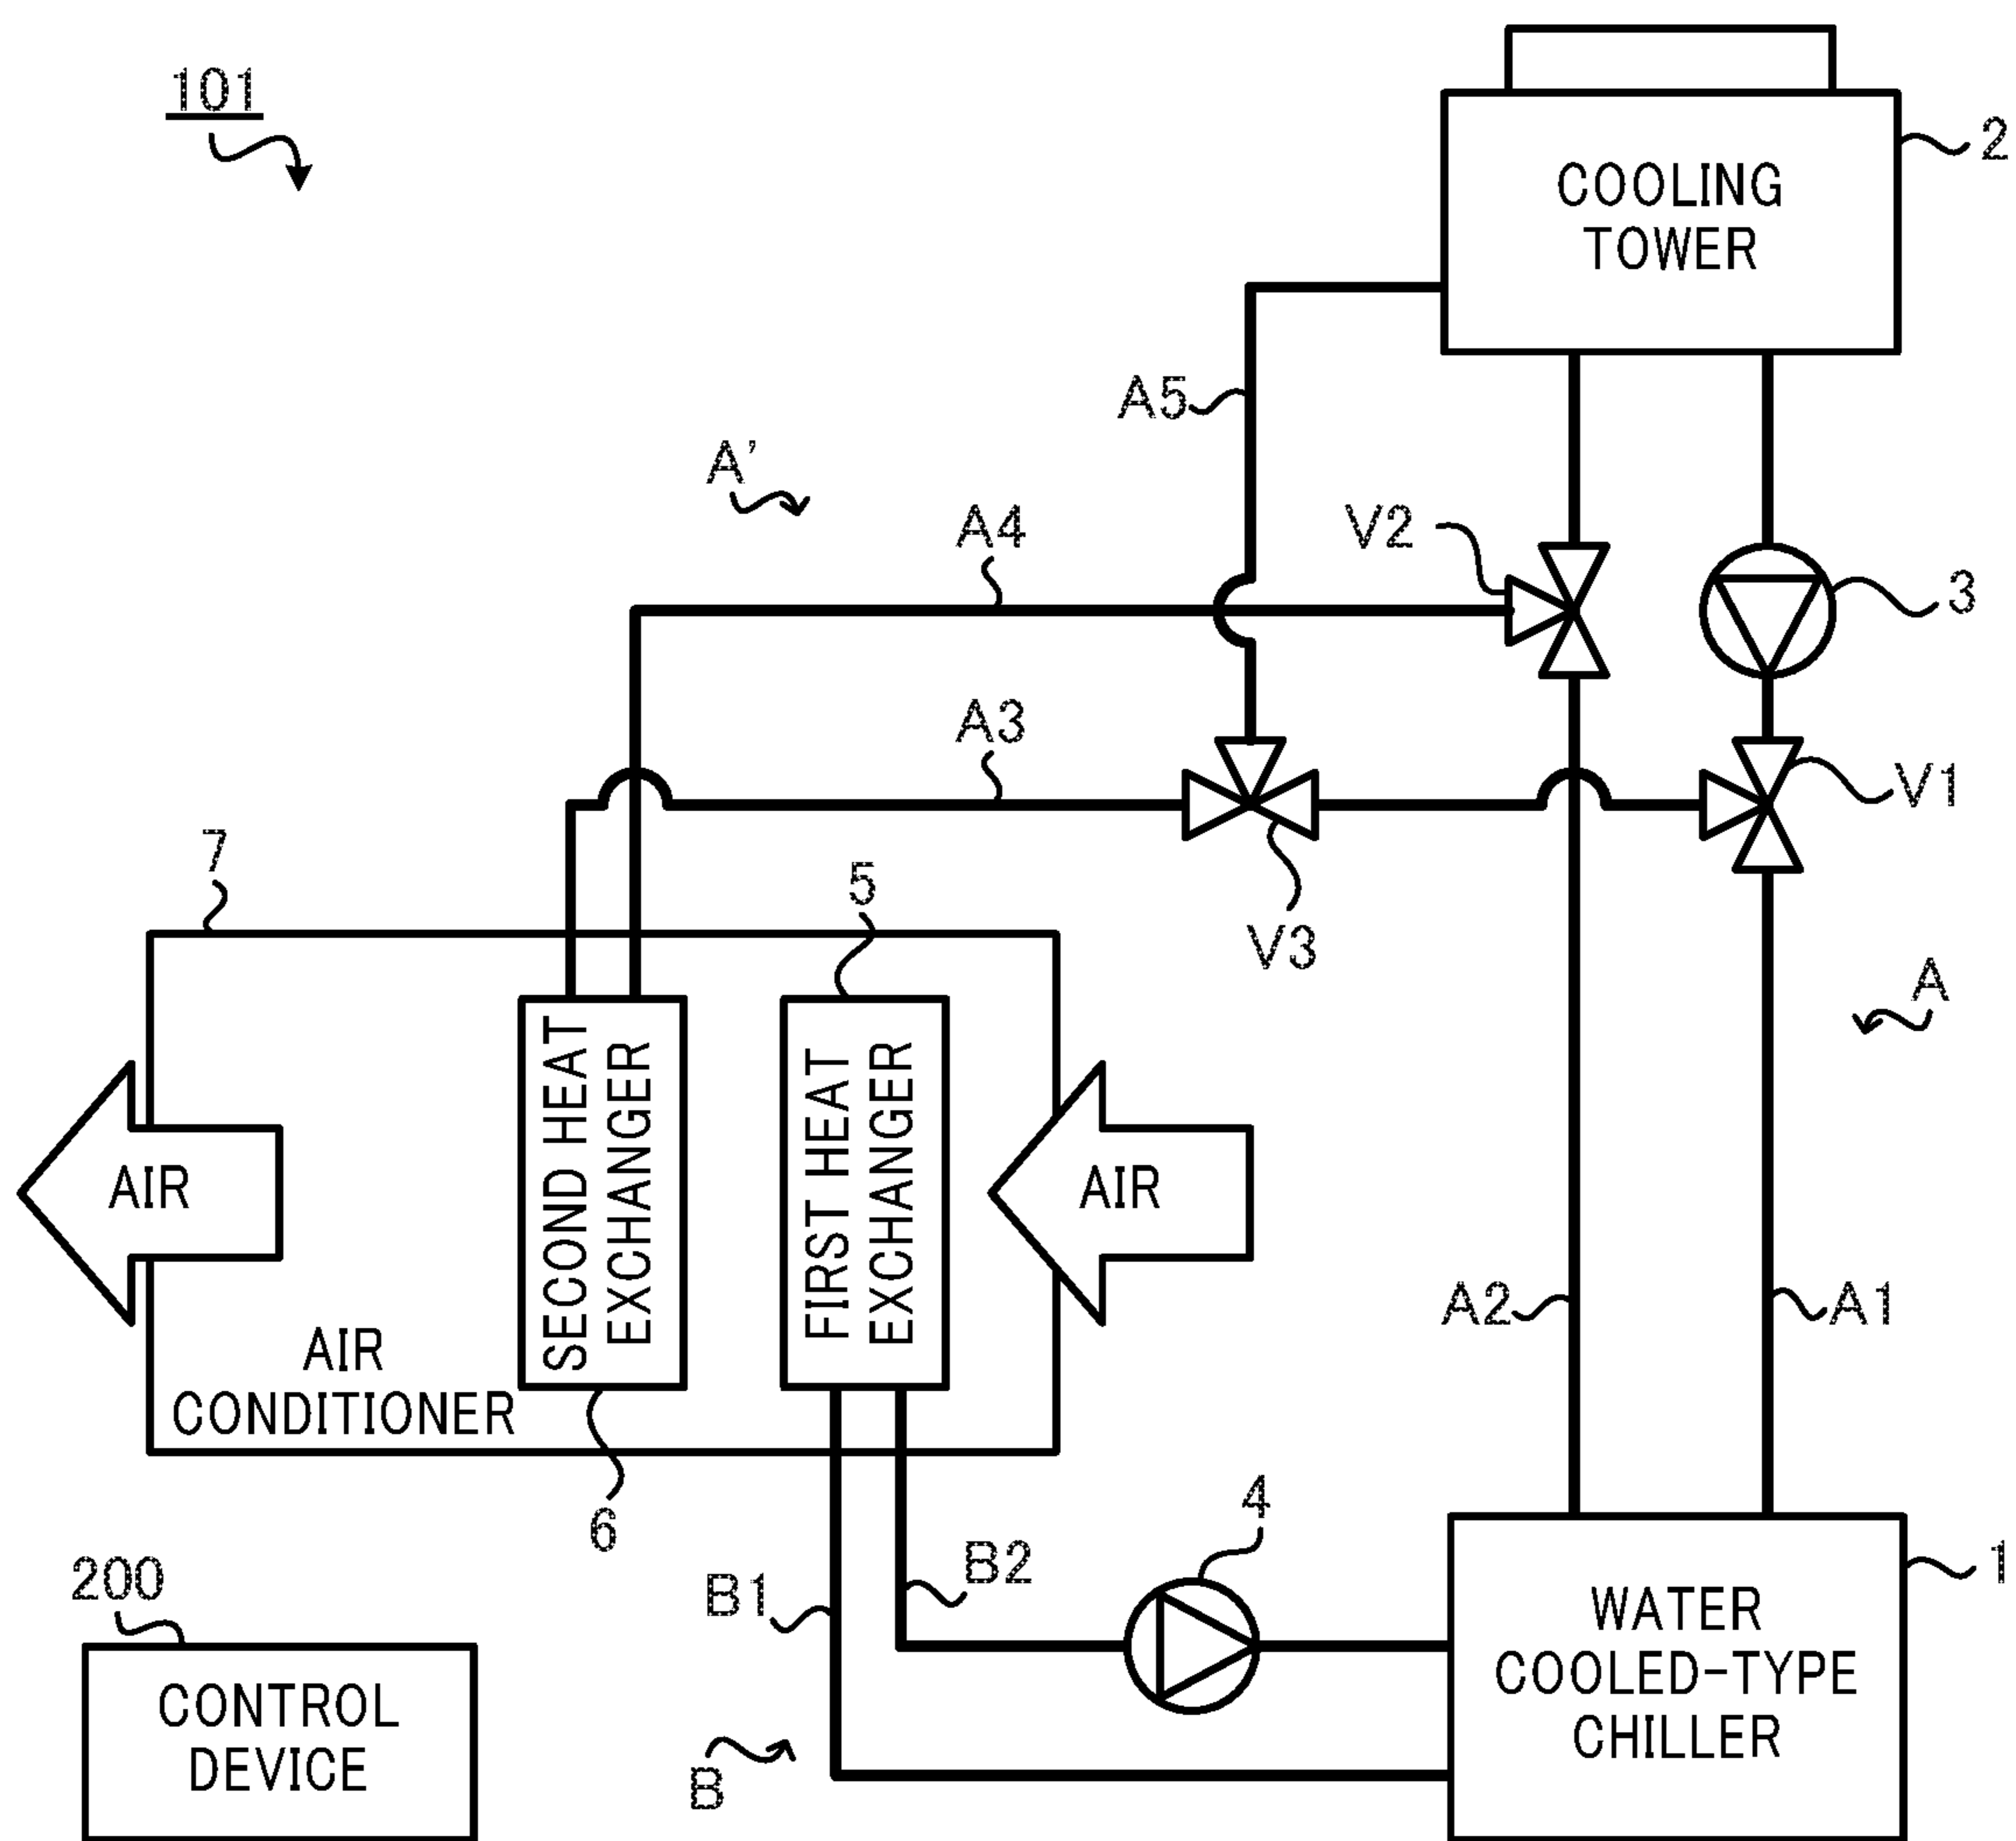 101
2
COOLING
TOWER
A5
A'
A4
V2
3
A3
V1
7
5
V3
A
SECOND HEAT
EXCHANGER
FIRST HEAT
EXCHANGER
AIR
AIR
A2
A1
AIR
CONDITIONER
6
4
200
B1
B2
1
WATER
COOLED-TYPE
CHILLER
CONTROL
DEVICE
B